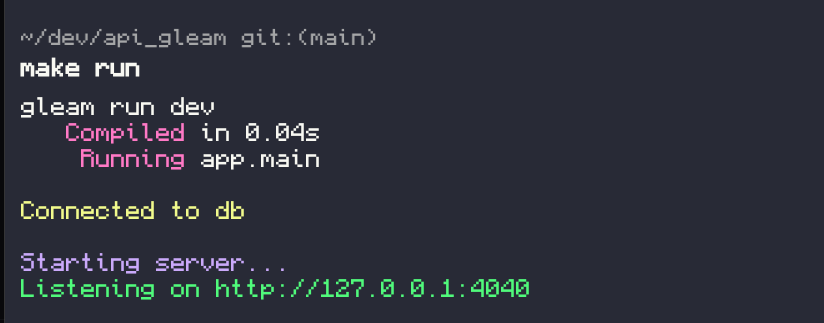 ~/dev/api_gleam git:(main)
make run
gleam run dev
Compiled in 0.04s
Running app.main
Connected to db
Starting server...
Listening on http://127.0.0.1:4040